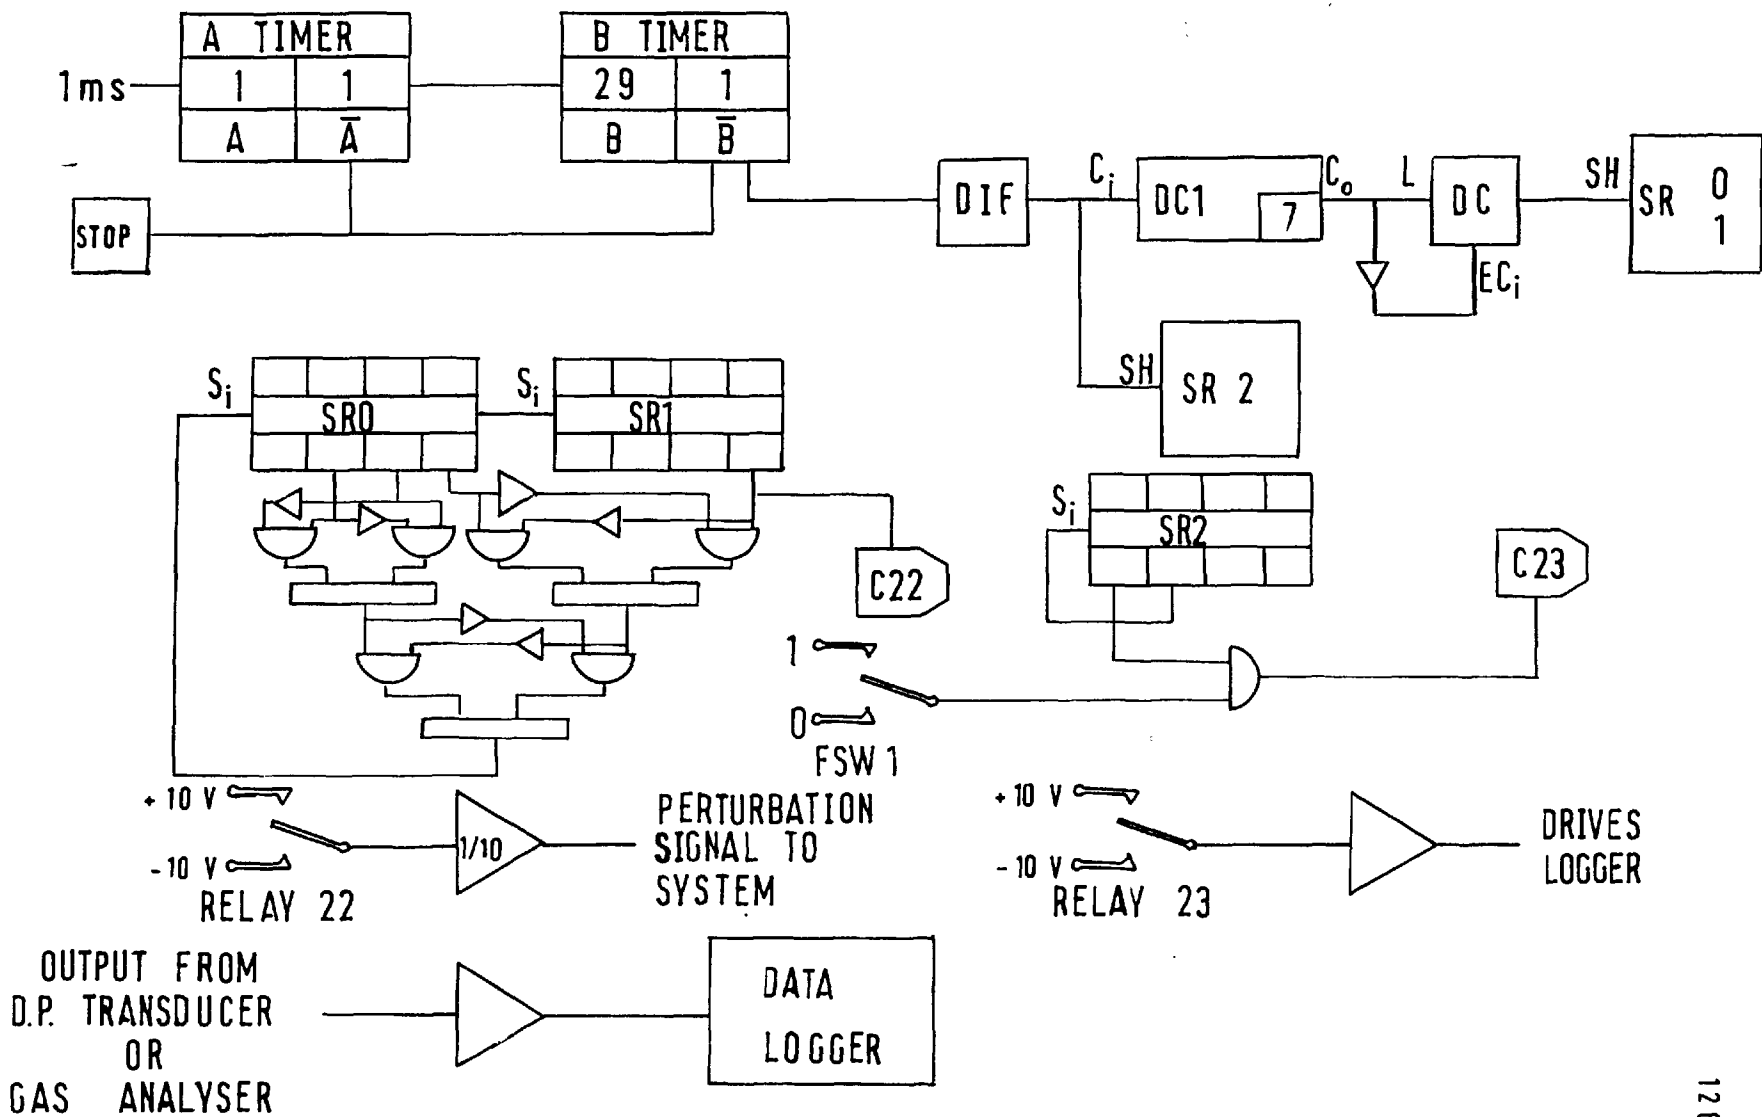 A TIMER
1ms
1 1
A A̅
B TIMER
29 1
B B̅
STOP
DIF
Ci
DC1
7
Co
L
DC
ECi
SH
SR 0
1
SH
SR 2
Si
SR0
Si
SR1
C22
Si
SR2
C23
1
0
FSW 1
+ 10 V
- 10 V
RELAY 22
1/10
PERTURBATION
SIGNAL TO
SYSTEM
+ 10 V
- 10 V
RELAY 23
DRIVES
LOGGER
OUTPUT FROM
D.P. TRANSDUCER
OR
GAS ANALYSER
DATA
LOGGER